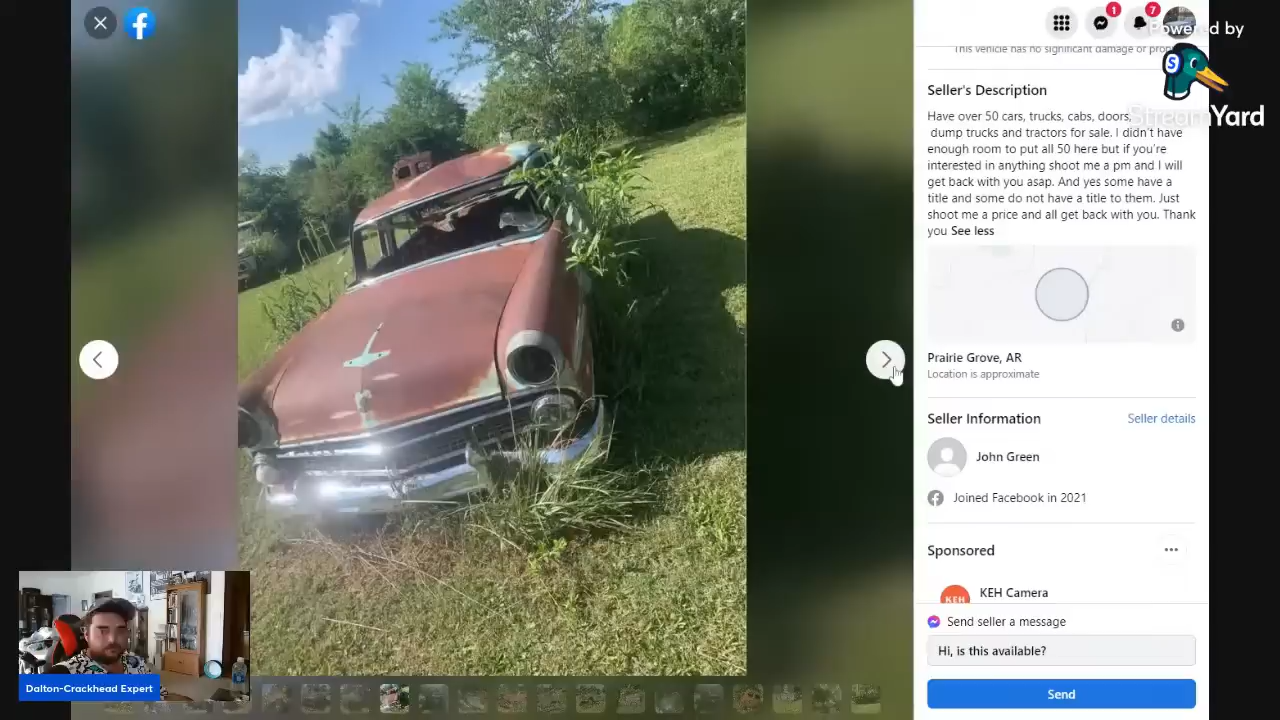 1
7
Powered by
This vehicle has no significant damage or
S
StreamYard
Seller's Description
Have over 50 cars, trucks, cabs, doors,
dump trucks and tractors for sale. I didn't have
enough room to put all 50 here but if you're
interested in anything shoot me a pm and I will
get back with you asap. And yes some have a
title and some do not have a title to them. Just
shoot me a price and all get back with you. Thank
you See less
Prairie Grove, AR
Location is approximate
Seller Information Seller details
John Green
Joined Facebook in 2021
Sponsored
KEH
KEH Camera
Send seller a message
Hi, is this available?
Send
Dalton-Crackhead Expert